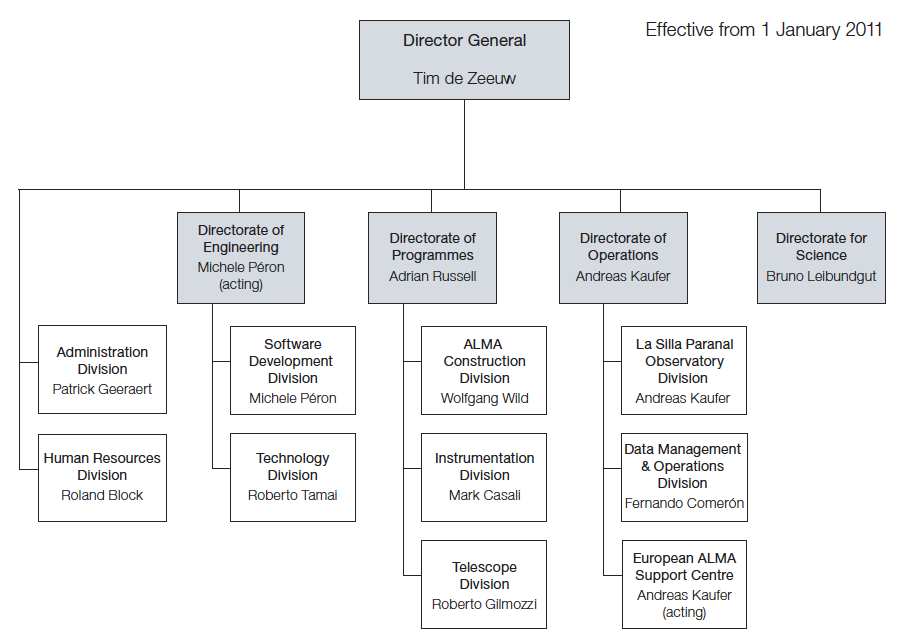 Effective from 1 January 2011
Director General
Tim de Zeeuw
Directorate of
Engineering
Michele Péron
(acting)
Directorate of
Programmes
Adrian Russell
Directorate of
Operations
Andreas Kaufer
Directorate for
Science
Bruno Leibundgut
Administration
Division
Patrick Geeraert
Human Resources
Division
Roland Block
Software
Development
Division
Michele Péron
Technology
Division
Roberto Tamai
ALMA
Construction
Division
Wolfgang Wild
Instrumentation
Division
Mark Casali
Telescope
Division
Roberto Gilmozzi
La Silla Paranal
Observatory
Division
Andreas Kaufer
Data Management
& Operations
Division
Fernando Comerón
European ALMA
Support Centre
Andreas Kaufer
(acting)